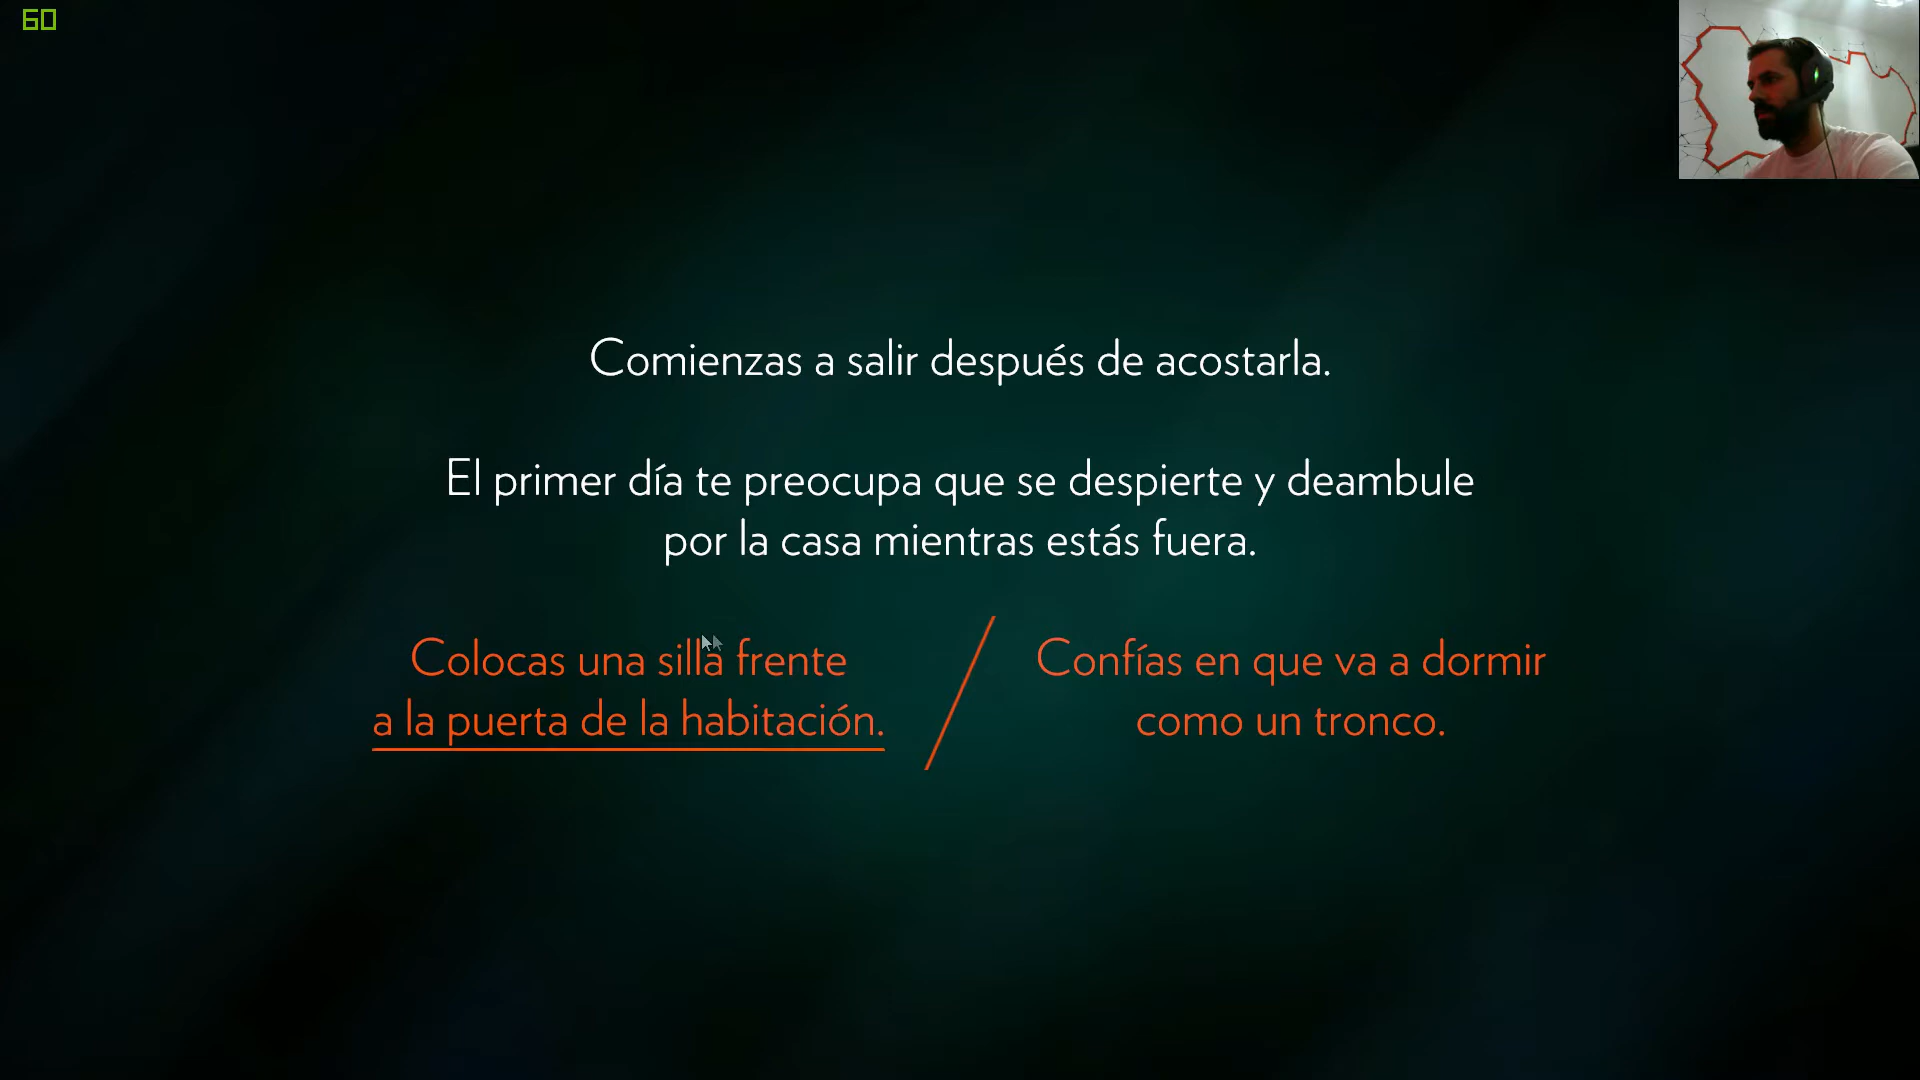 60
Comienzas a salir después de acostarla.
El primer día te preocupa que se despierte y deambule
por la casa mientras estás fuera.
Colocas una silla frente
a la puerta de la habitación.
Confías en que va a dormir
como un tronco.